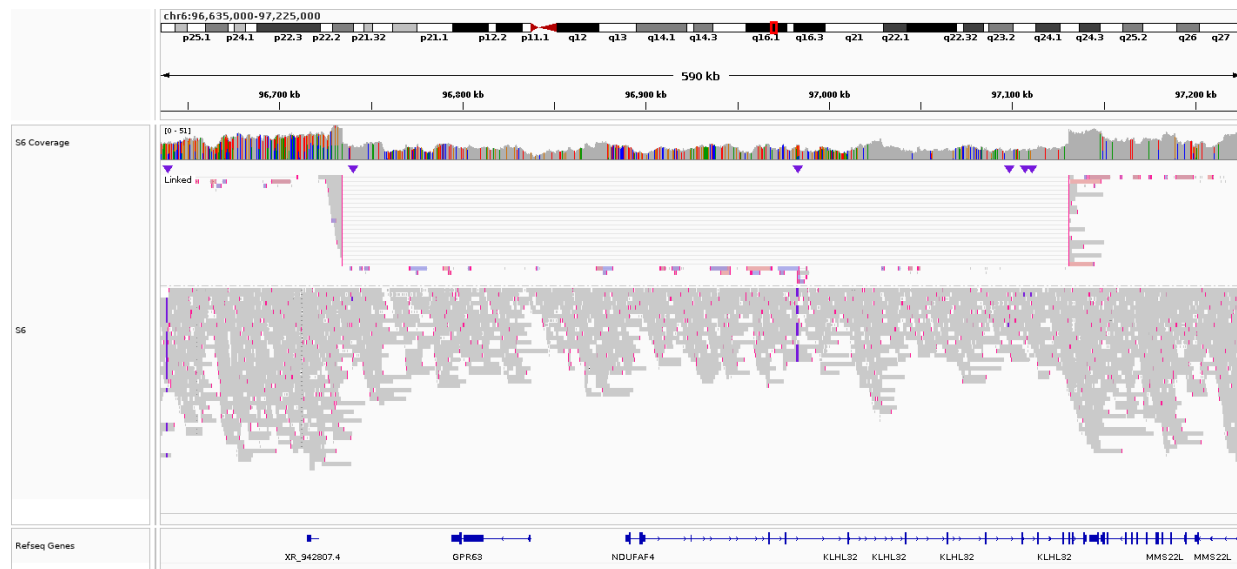 chr6:96,635,000-97,225,000
p25.1 p24.1 p22.3 p22.2 p21.32 p21.1 p12.2 p11.1 q12 q13 q14.1 q14.3 q16.1 q16.3 q21 q22.1 q22.32 q23.2 q24.1 q24.3 q25.2 q26 q27
590 kb
96,700 kb 96,800 kb 96,900 kb 97,000 kb 97,100 kb 97,200 kb
S6 Coverage
[0 - 51]
Linked
S6
Refseq Genes
XR_942807.4 GPR63 NDUFAF4 KLHL32 KLHL32 KLHL32 KLHL32 MMS22L MMS22L